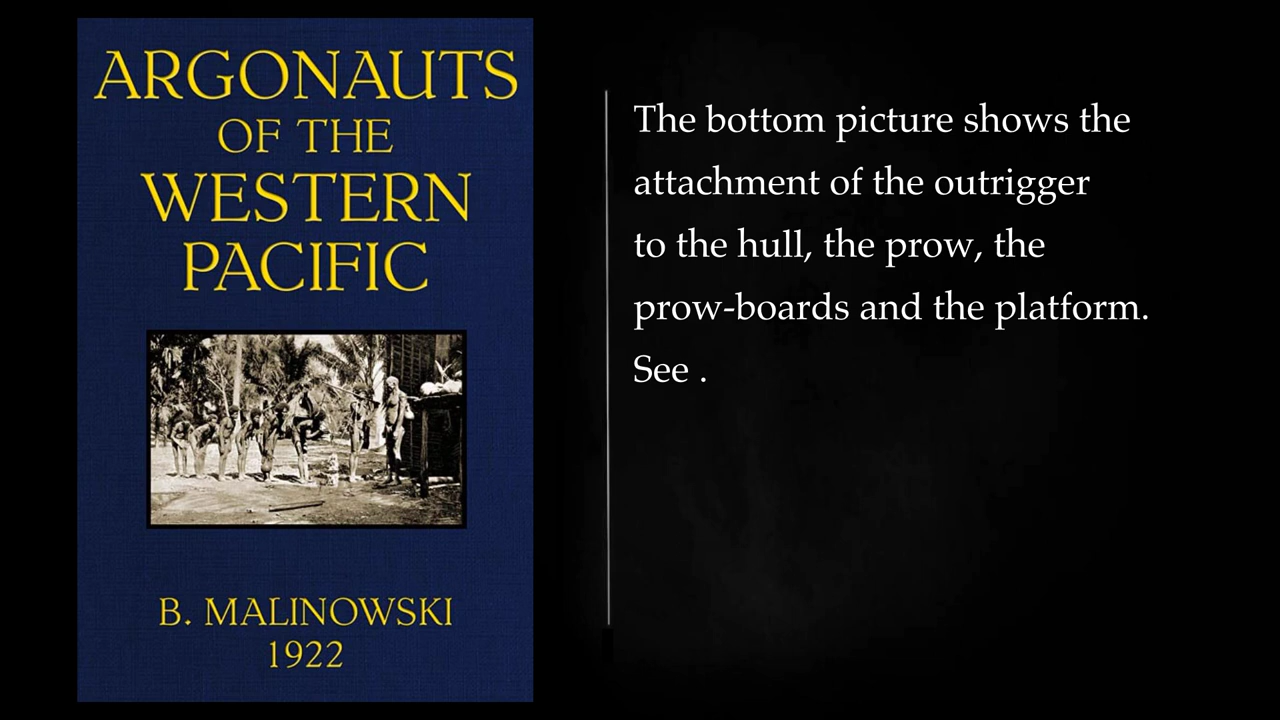 ARGONAUTS
OF THE
WESTERN
PACIFIC
B. MALINOWSKI
1922
The bottom picture shows the
attachment of the outrigger
to the hull, the prow, the
prow-boards and the platform.
See .